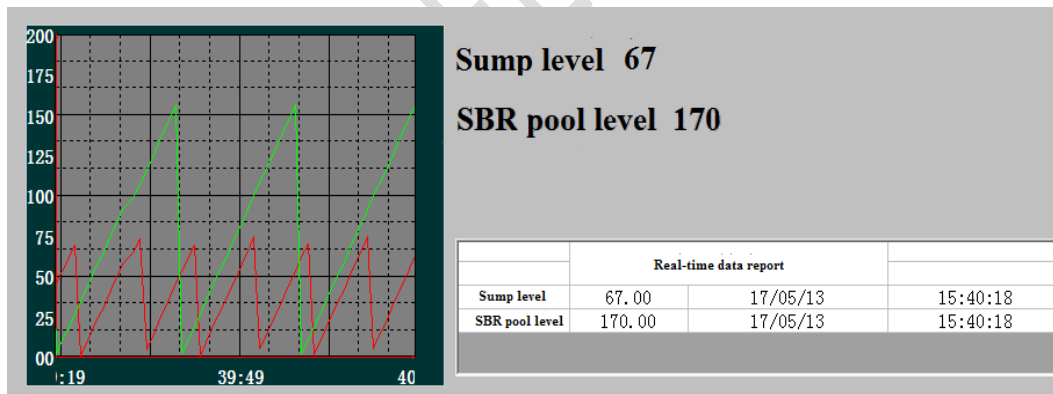 200
175
150
125
100
75
50
25
00
:19 39:49 40
Sump level 67
SBR pool level 170
Real-time data report
Sump level 67.00 17/05/13 15:40:18
SBR pool level 170.00 17/05/13 15:40:18